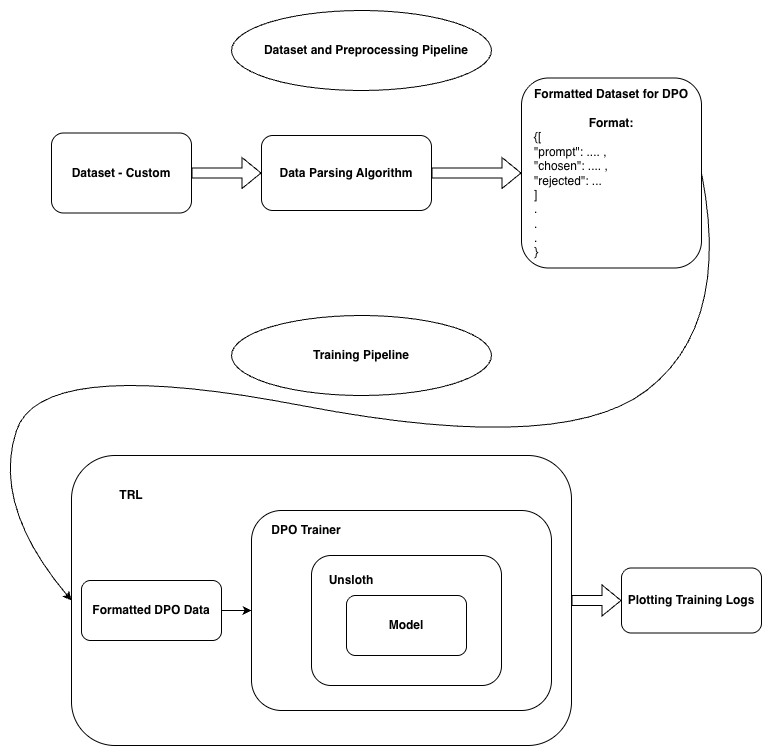 Dataset and Preprocessing Pipeline
Dataset - Custom
Data Parsing Algorithm
Formatted Dataset for DPO
Format:
{[
"prompt": .... ,
"chosen": .... ,
"rejected": ...
]
.
.
.
}
Training Pipeline
TRL
DPO Trainer
Unsloth
Formatted DPO Data
Model
Plotting Training Logs